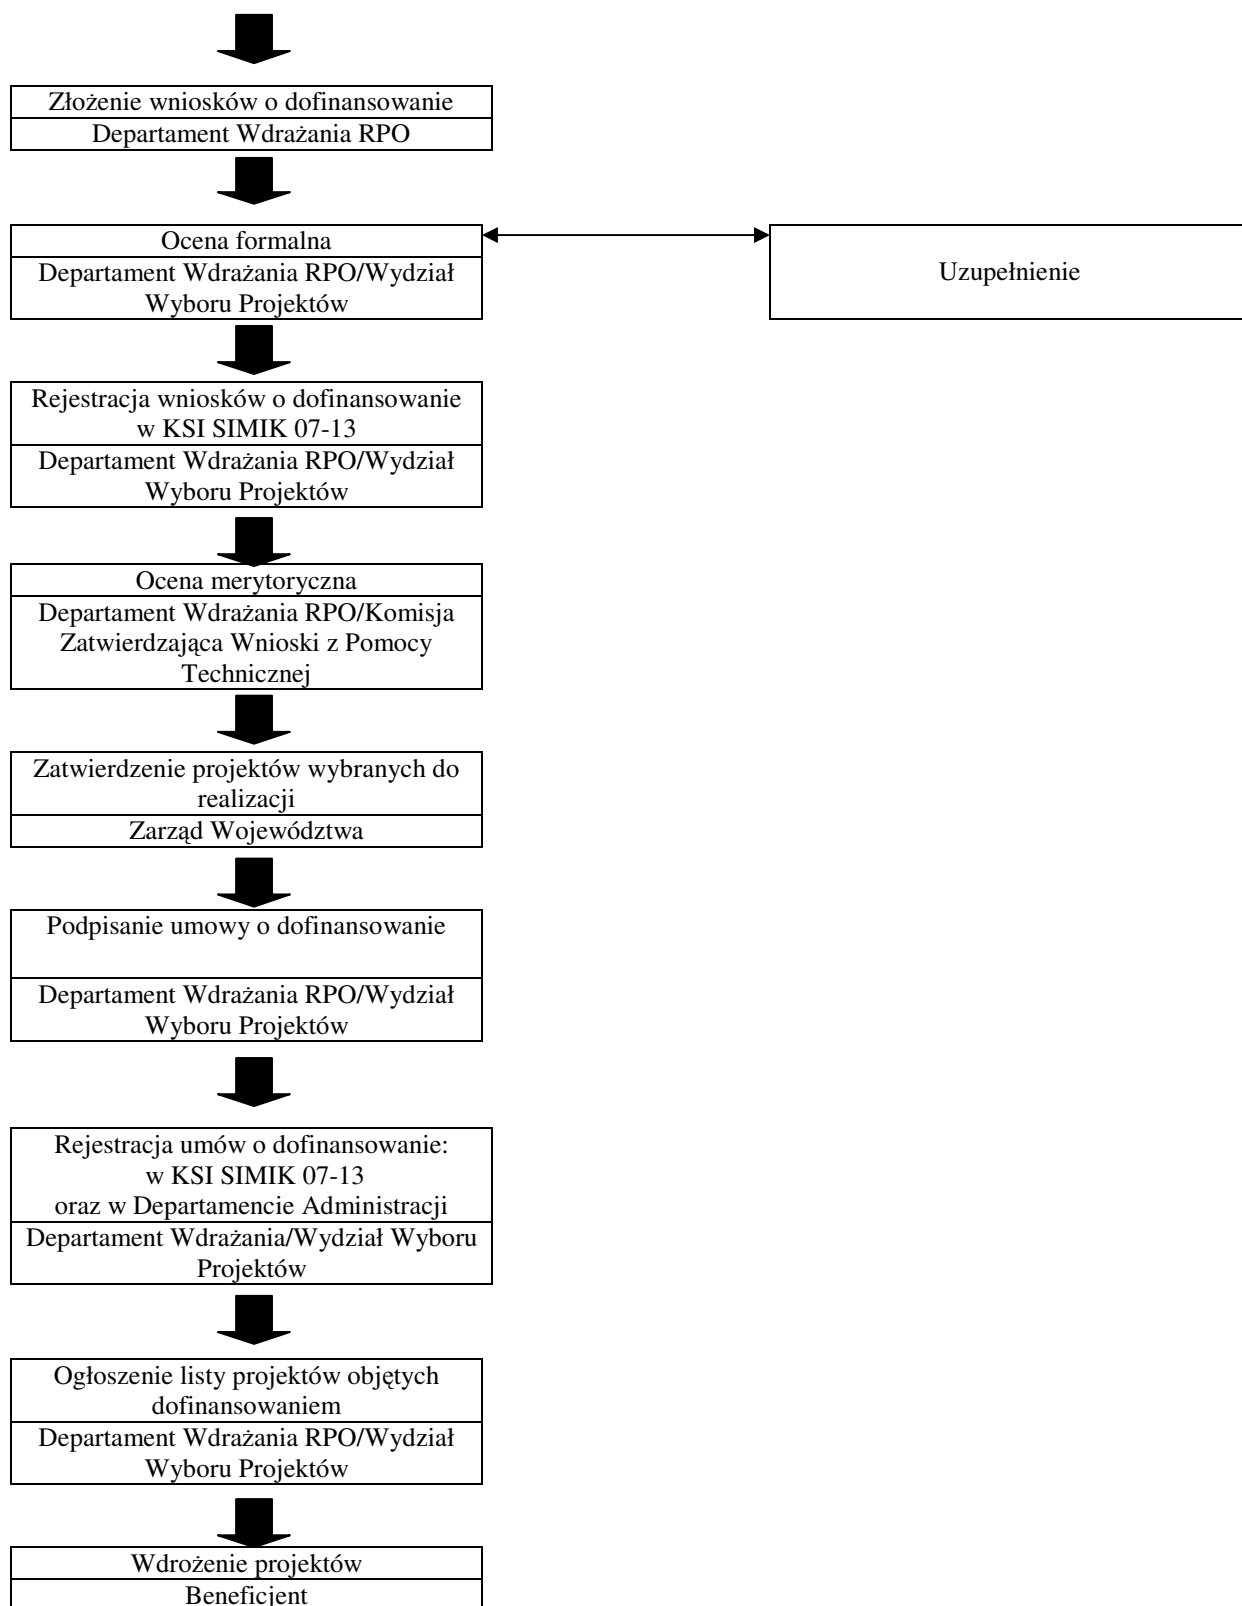 Złożenie wniosków o dofinansowanie
Departament Wdrażania RPO
Ocena formalna
Departament Wdrażania RPO/Wydział
Wyboru Projektów
Uzupełnienie
Rejestracja wniosków o dofinansowanie
w KSI SIMIK 07-13
Departament Wdrażania RPO/Wydział
Wyboru Projektów
Ocena merytoryczna
Departament Wdrażania RPO/Komisja
Zatwierdzająca Wnioski z Pomocy
Technicznej
Zatwierdzenie projektów wybranych do
realizacji
Zarząd Województwa
Podpisanie umowy o dofinansowanie
Departament Wdrażania RPO/Wydział
Wyboru Projektów
Rejestracja umów o dofinansowanie:
w KSI SIMIK 07-13
oraz w Departamencie Administracji
Departament Wdrażania/Wydział Wyboru
Projektów
Ogłoszenie listy projektów objętych
dofinansowaniem
Departament Wdrażania RPO/Wydział
Wyboru Projektów
Wdrożenie projektów
Beneficjent